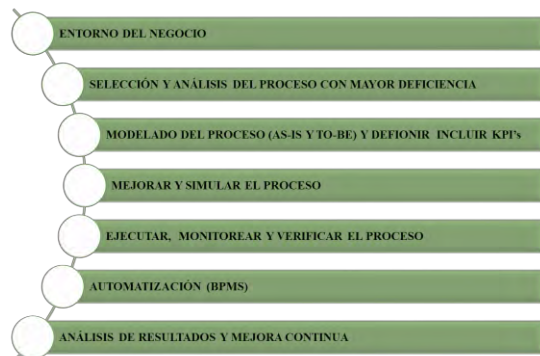 ENTORNO DEL NEGOCIO
SELECCIÓN Y ANÁLISIS DEL PROCESO CON MAYOR DEFICIENCIA
MODELADO DEL PROCESO (AS-IS Y TO-BE) Y DEFIONIR INCLUIR KPI's
MEJORAR Y SIMULAR EL PROCESO
EJECUTAR, MONITOREAR Y VERIFICAR EL PROCESO
AUTOMATIZACIÓN (BPMS)
ANÁLISIS DE RESULTADOS Y MEJORA CONTINUA